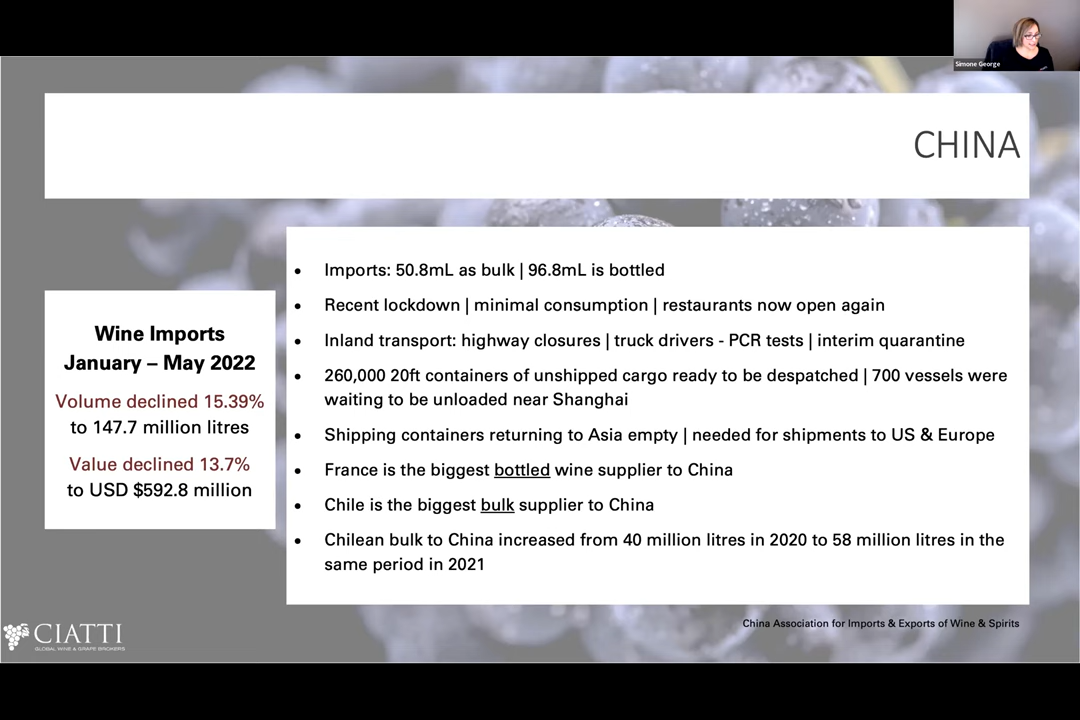 Simone George
CHINA
Wine Imports
January – May 2022
Volume declined 15.39%
to 147.7 million litres
Value declined 13.7%
to USD $592.8 million
• Imports: 50.8mL as bulk | 96.8mL is bottled
• Recent lockdown | minimal consumption | restaurants now open again
• Inland transport: highway closures | truck drivers - PCR tests | interim quarantine
• 260,000 20ft containers of unshipped cargo ready to be despatched | 700 vessels were
waiting to be unloaded near Shanghai
• Shipping containers returning to Asia empty | needed for shipments to US & Europe
• France is the biggest bottled wine supplier to China
• Chile is the biggest bulk supplier to China
• Chilean bulk to China increased from 40 million litres in 2020 to 58 million litres in the
same period in 2021
China Association for Imports & Exports of Wine & Spirits
CIATTI
GLOBAL WINE & GRAPE BROKERS